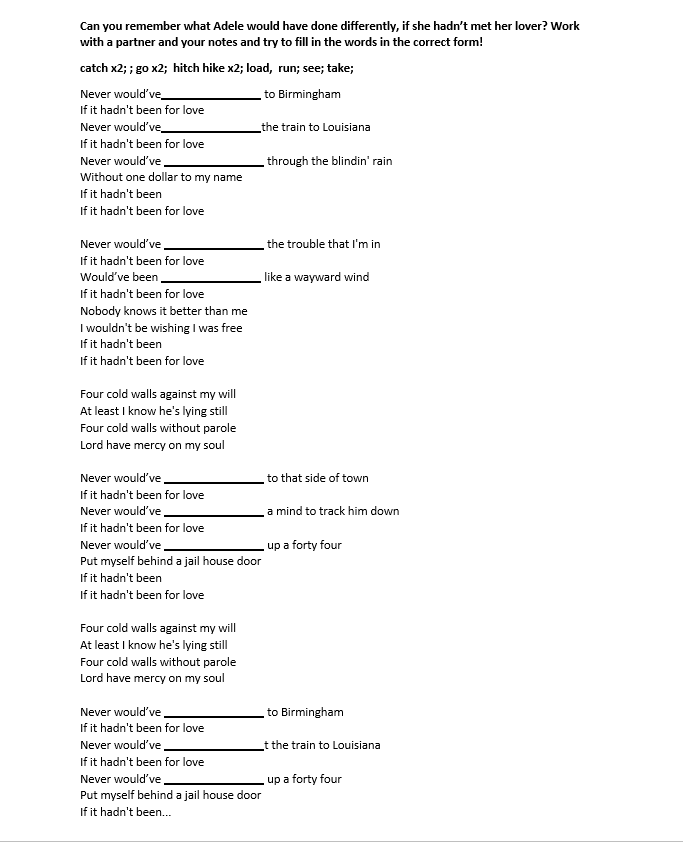 Can you remember what Adele would have done differently, if she hadn't met her lover? Work
with a partner and your notes and try to fill in the words in the correct form!
catch x2; ; go x2; hitch hike x2; load, run; see; take;
Never would've________________ to Birmingham
If it hadn't been for love
Never would've________________the train to Louisiana
If it hadn't been for love
Never would've ________________ through the blindin' rain
Without one dollar to my name
If it hadn't been
If it hadn't been for love
Never would've ________________ the trouble that I'm in
If it hadn't been for love
Would've been ________________ like a wayward wind
If it hadn't been for love
Nobody knows it better than me
I wouldn't be wishing I was free
If it hadn't been
If it hadn't been for love
Four cold walls against my will
At least I know he's lying still
Four cold walls without parole
Lord have mercy on my soul
Never would've ________________ to that side of town
If it hadn't been for love
Never would've ________________ a mind to track him down
If it hadn't been for love
Never would've ________________ up a forty four
Put myself behind a jail house door
If it hadn't been
If it hadn't been for love
Four cold walls against my will
At least I know he's lying still
Four cold walls without parole
Lord have mercy on my soul
Never would've ________________ to Birmingham
If it hadn't been for love
Never would've ________________t the train to Louisiana
If it hadn't been for love
Never would've ________________ up a forty four
Put myself behind a jail house door
If it hadn't been...